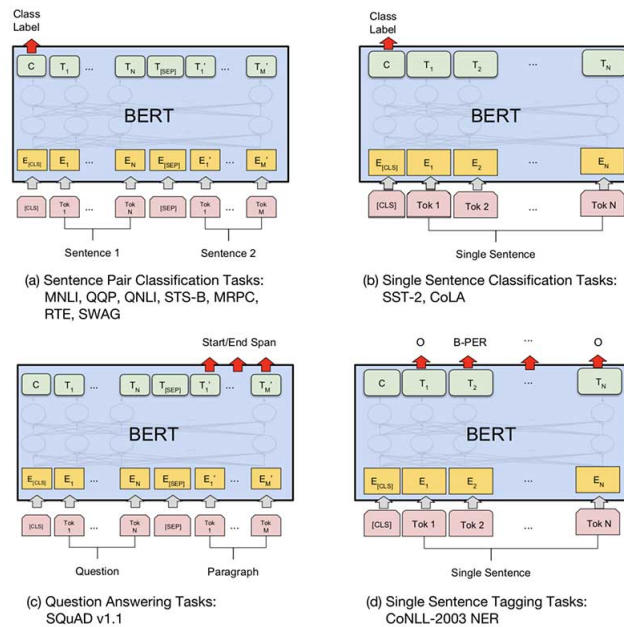 Class
Label
C T1 ... TN T[SEP] T1' ... TM'
BERT
E[CLS] E1 ... EN E[SEP] E1' ... EM'
[CLS] Tok 1 ... Tok N [SEP] Tok 1 ... Tok M
Sentence 1 Sentence 2
(a) Sentence Pair Classification Tasks:
MNLI, QQP, QNLI, STS-B, MRPC,
RTE, SWAG
Class
Label
C T1 T2 ... TN
BERT
E[CLS] E1 E2 EN
[CLS] Tok 1 Tok 2 Tok N
Single Sentence
(b) Single Sentence Classification Tasks:
SST-2, CoLA
Start/End Span
C T1 ... TN T[SEP] T1' ... TM'
BERT
E[CLS] E1 ... EN E[SEP] E1' ... EM'
[CLS] Tok 1 ... Tok N [SEP] Tok 1 ... Tok M
Question Paragraph
(c) Question Answering Tasks:
SQuAD v1.1
O B-PER ... O
C T1 T2 ... TN
BERT
E[CLS] E1 E2 EN
[CLS] Tok 1 Tok 2 Tok N
Single Sentence
(d) Single Sentence Tagging Tasks:
CoNLL-2003 NER